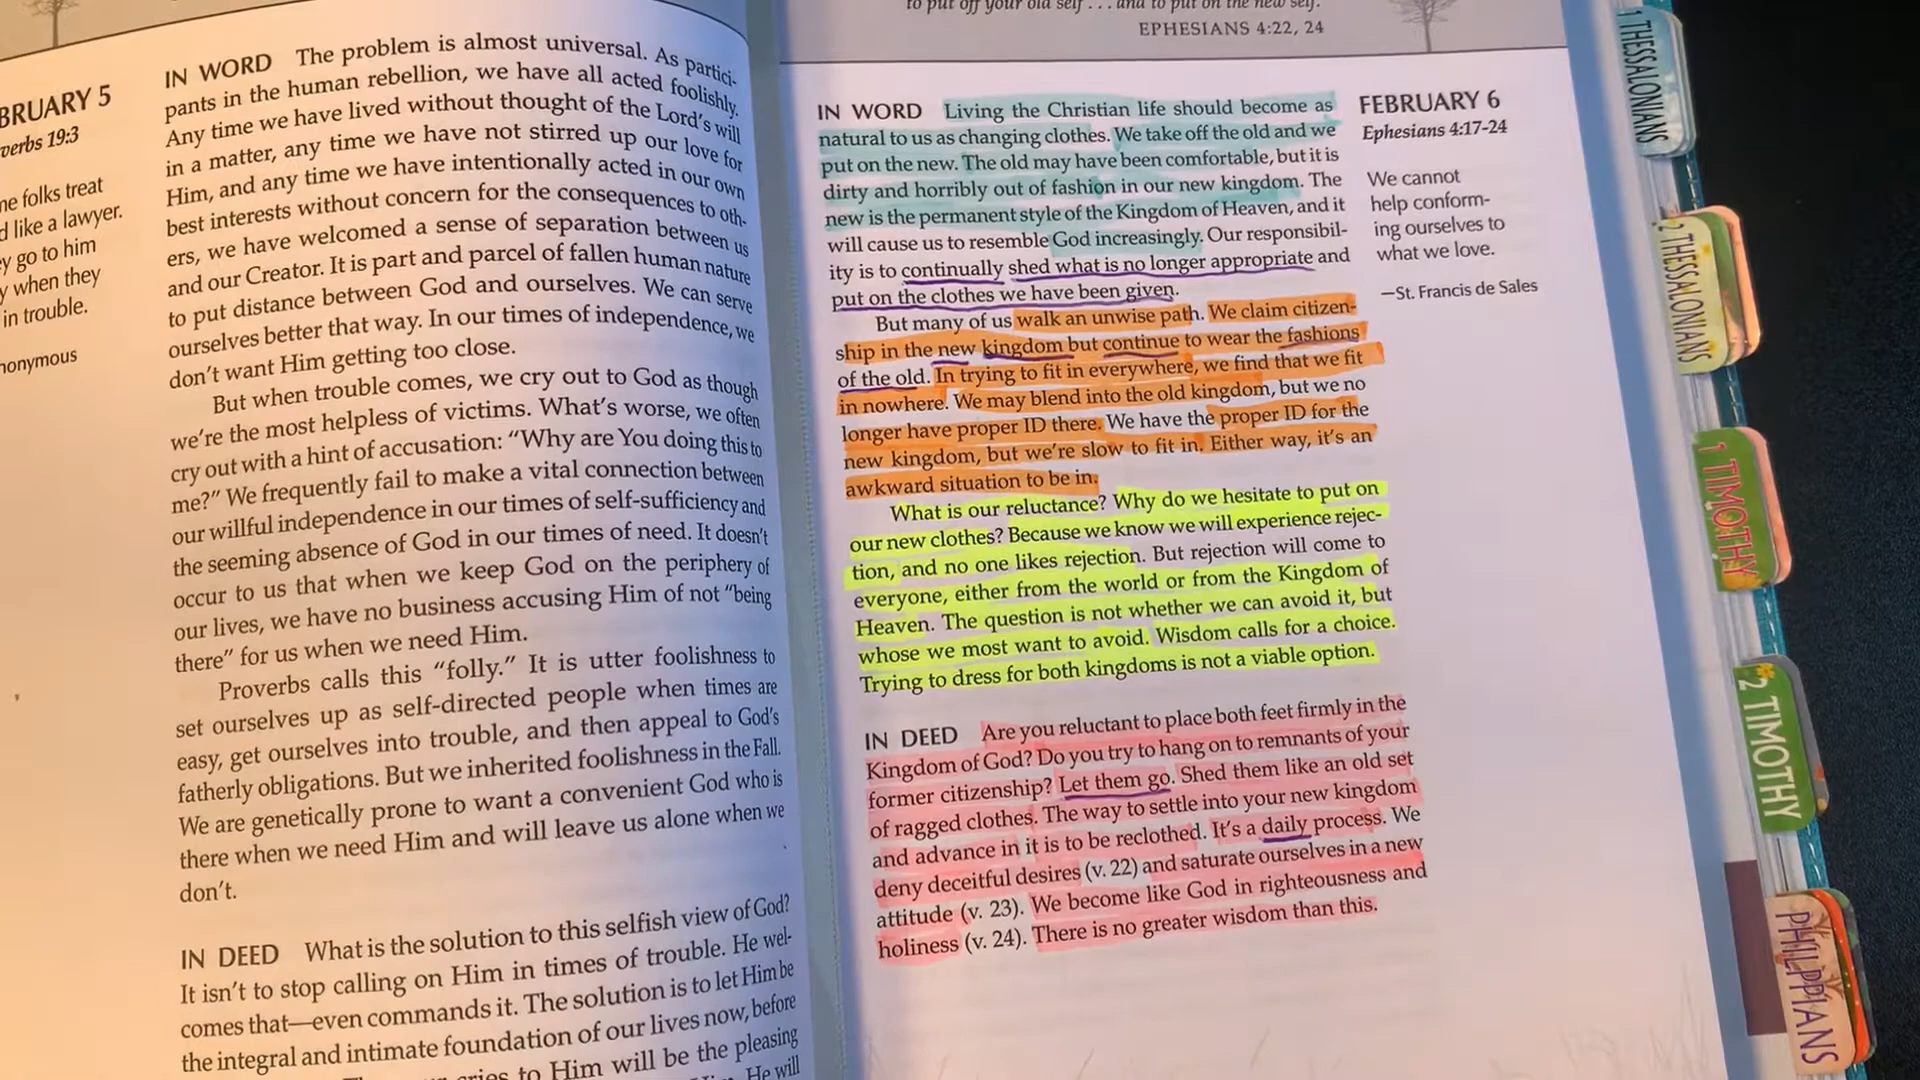 BRUARY 5
verbs 19:3
me folks treat
d like a lawyer.
y go to him
y when they
in trouble.
nonymous
IN WORD The problem is almost universal. As partici-
pants in the human rebellion, we have all acted foolishly.
Any time we have lived without thought of the Lord's will
in a matter, any time we have not stirred up our love for
Him, and any time we have intentionally acted in our own
best interests without concern for the consequences to oth-
ers, we have welcomed a sense of separation between us
and our Creator. It is part and parcel of fallen human nature
to put distance between God and ourselves. We can serve
ourselves better that way. In our times of independence, we
don't want Him getting too close.
But when trouble comes, we cry out to God as though
we're the most helpless of victims. What's worse, we often
cry out with a hint of accusation: "Why are You doing this to
me?" We frequently fail to make a vital connection between
our willful independence in our times of self-sufficiency and
the seeming absence of God in our times of need. It doesn't
occur to us that when we keep God on the periphery of
our lives, we have no business accusing Him of not "being
there" for us when we need Him.
Proverbs calls this "folly." It is utter foolishness to
set ourselves up as self-directed people when times are
easy, get ourselves into trouble, and then appeal to God's
fatherly obligations. But we inherited foolishness in the Fall.
We are genetically prone to want a convenient God who is
there when we need Him and will leave us alone when we
don't.
IN DEED What is the solution to this selfish view of God?
It isn't to stop calling on Him in times of trouble. He wel-
comes that—even commands it. The solution is to let Him be
the integral and intimate foundation of our lives now, before
cries to Him will be the pleasing
He will
to put off your old self . . . and to put on the new self.
EPHESIANS 4:22, 24
IN WORD Living the Christian life should become as
natural to us as changing clothes. We take off the old and we
put on the new. The old may have been comfortable, but it is
dirty and horribly out of fashion in our new kingdom. The
new is the permanent style of the Kingdom of Heaven, and it
will cause us to resemble God increasingly. Our responsibil-
ity is to continually shed what is no longer appropriate and
put on the clothes we have been given.
But many of us walk an unwise path. We claim citizen-
ship in the new kingdom but continue to wear the fashions
of the old. In trying to fit in everywhere, we find that we fit
in nowhere. We may blend into the old kingdom, but we no
longer have proper ID there. We have the proper ID for the
new kingdom, but we're slow to fit in. Either way, it's an
awkward situation to be in.
What is our reluctance? Why do we hesitate to put on
our new clothes? Because we know we will experience rejec-
tion, and no one likes rejection. But rejection will come to
everyone, either from the world or from the Kingdom of
Heaven. The question is not whether we can avoid it, but
whose we most want to avoid. Wisdom calls for a choice.
Trying to dress for both kingdoms is not a viable option.
IN DEED Are you reluctant to place both feet firmly in the
Kingdom of God? Do you try to hang on to remnants of your
former citizenship? Let them go. Shed them like an old set
of ragged clothes. The way to settle into your new kingdom
and advance in it is to be reclothed. It's a daily process. We
deny deceitful desires (v. 22) and saturate ourselves in a new
attitude (v. 23). We become like God in righteousness and
holiness (v. 24). There is no greater wisdom than this.
FEBRUARY 6
Ephesians 4:17-24
We cannot
help conform-
ing ourselves to
what we love.
—St. Francis de Sales
1 THESALONIANS
2 THESSALONIANS
1 TIMOTHY
2 TIMOTHY
PHILPPIANS